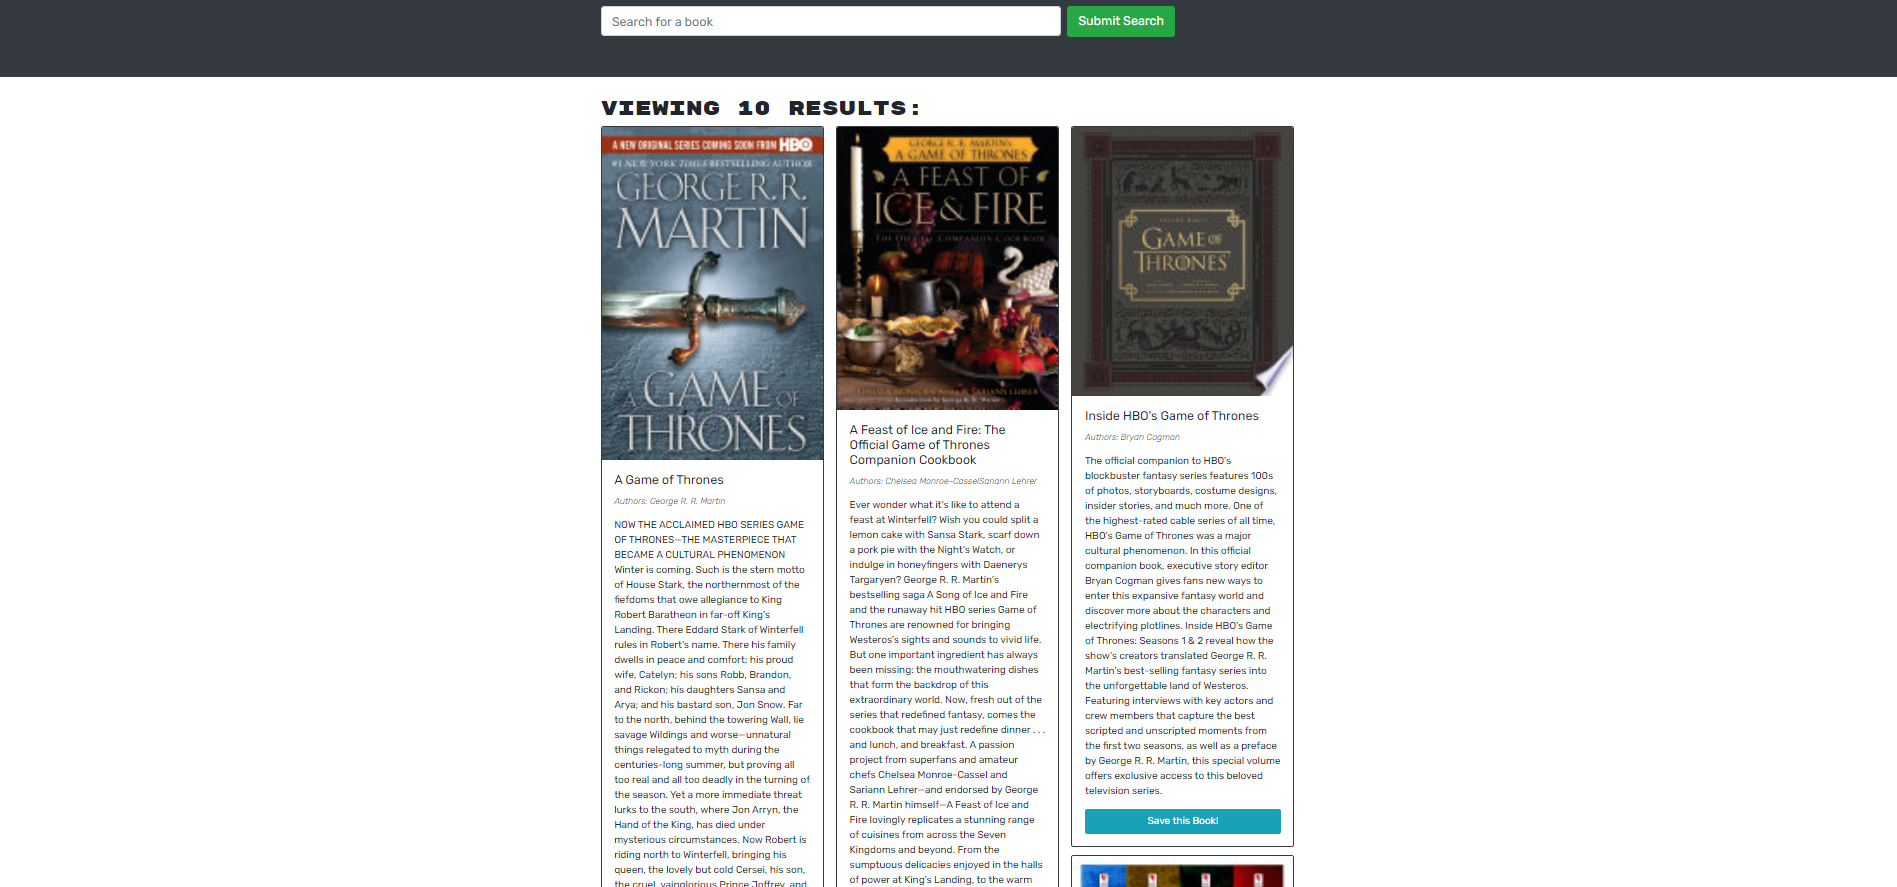 Search for a book
Submit Search
VIEWING 10 RESULTS:
A NEW ORIGINAL SERIES COMING SOON FROM HBO
#1 NEW YORK TIMES BESTSELLING AUTHOR
GEORGE R. R.
MARTIN
A GAME OF
THRONES
A Game of Thrones
Authors: George R. R. Martin
NOW THE ACCLAIMED HBO SERIES GAME
OF THRONES—THE MASTERPIECE THAT
BECAME A CULTURAL PHENOMENON
Winter is coming. Such is the stern motto
of House Stark, the northernmost of the
fiefdoms that owe allegiance to King
Robert Baratheon in far-off King's
Landing. There Eddard Stark of Winterfell
rules in Robert's name. There his family
dwells in peace and comfort: his proud
wife, Catelyn; his sons Robb, Brandon,
and Rickon; his daughters Sansa and
Arya; and his bastard son, Jon Snow. Far
to the north, behind the towering Wall, lie
savage Wildings and worse—unnatural
things relegated to myth during the
centuries-long summer, but proving all
too real and all too deadly in the turning of
the season. Yet a more immediate threat
lurks to the south, where Jon Arryn, the
Hand of the King, has died under
mysterious circumstances. Now Robert is
riding north to Winterfell, bringing his
queen, the lovely but cold Cersei, his son,
the cruel, vainglorious Prince Joffrey, and
GEORGE R. R. MARTIN'S
A GAME OF THRONES
A FEAST OF
ICE & FIRE
THE OFFICIAL COMPANION COOKBOOK
Introduction by George R. R. Martin
A Feast of Ice and Fire: The
Official Game of Thrones
Companion Cookbook
Authors: Chelsea Monroe-CasselSariann Lehrer
Ever wonder what it's like to attend a
feast at Winterfell? Wish you could split a
lemon cake with Sansa Stark, scarf down
a pork pie with the Night's Watch, or
indulge in honeyfingers with Daenerys
Targaryen? George R. R. Martin's
bestselling saga A Song of Ice and Fire
and the runaway hit HBO series Game of
Thrones are renowned for bringing
Westeros's sights and sounds to vivid life.
But one important ingredient has always
been missing: the mouthwatering dishes
that form the backdrop of this
extraordinary world. Now, fresh out of the
series that redefined fantasy, comes the
cookbook that may just redefine dinner . . .
and lunch, and breakfast. A passion
project from superfans and amateur
chefs Chelsea Monroe-Cassel and
Sariann Lehrer—and endorsed by George
R. R. Martin himself—A Feast of Ice and
Fire lovingly replicates a stunning range
of cuisines from across the Seven
Kingdoms and beyond. From the
sumptuous delicacies enjoyed in the halls
of power at King's Landing, to the warm
GAME OF
THRONES
Inside HBO's Game of Thrones
Authors: Bryan Cogman
The official companion to HBO's
blockbuster fantasy series features 100s
of photos, storyboards, costume designs,
insider stories, and much more. One of
the highest-rated cable series of all time,
HBO's Game of Thrones was a major
cultural phenomenon. In this official
companion book, executive story editor
Bryan Cogman gives fans new ways to
enter this expansive fantasy world and
discover more about the characters and
electrifying plotlines. Inside HBO's Game
of Thrones: Seasons 1 & 2 reveal how the
show's creators translated George R. R.
Martin's best-selling fantasy series into
the unforgettable land of Westeros.
Featuring interviews with key actors and
crew members that capture the best
scripted and unscripted moments from
the first two seasons, as well as a preface
by George R. R. Martin, this special volume
offers exclusive access to this beloved
television series.
Save this Book!